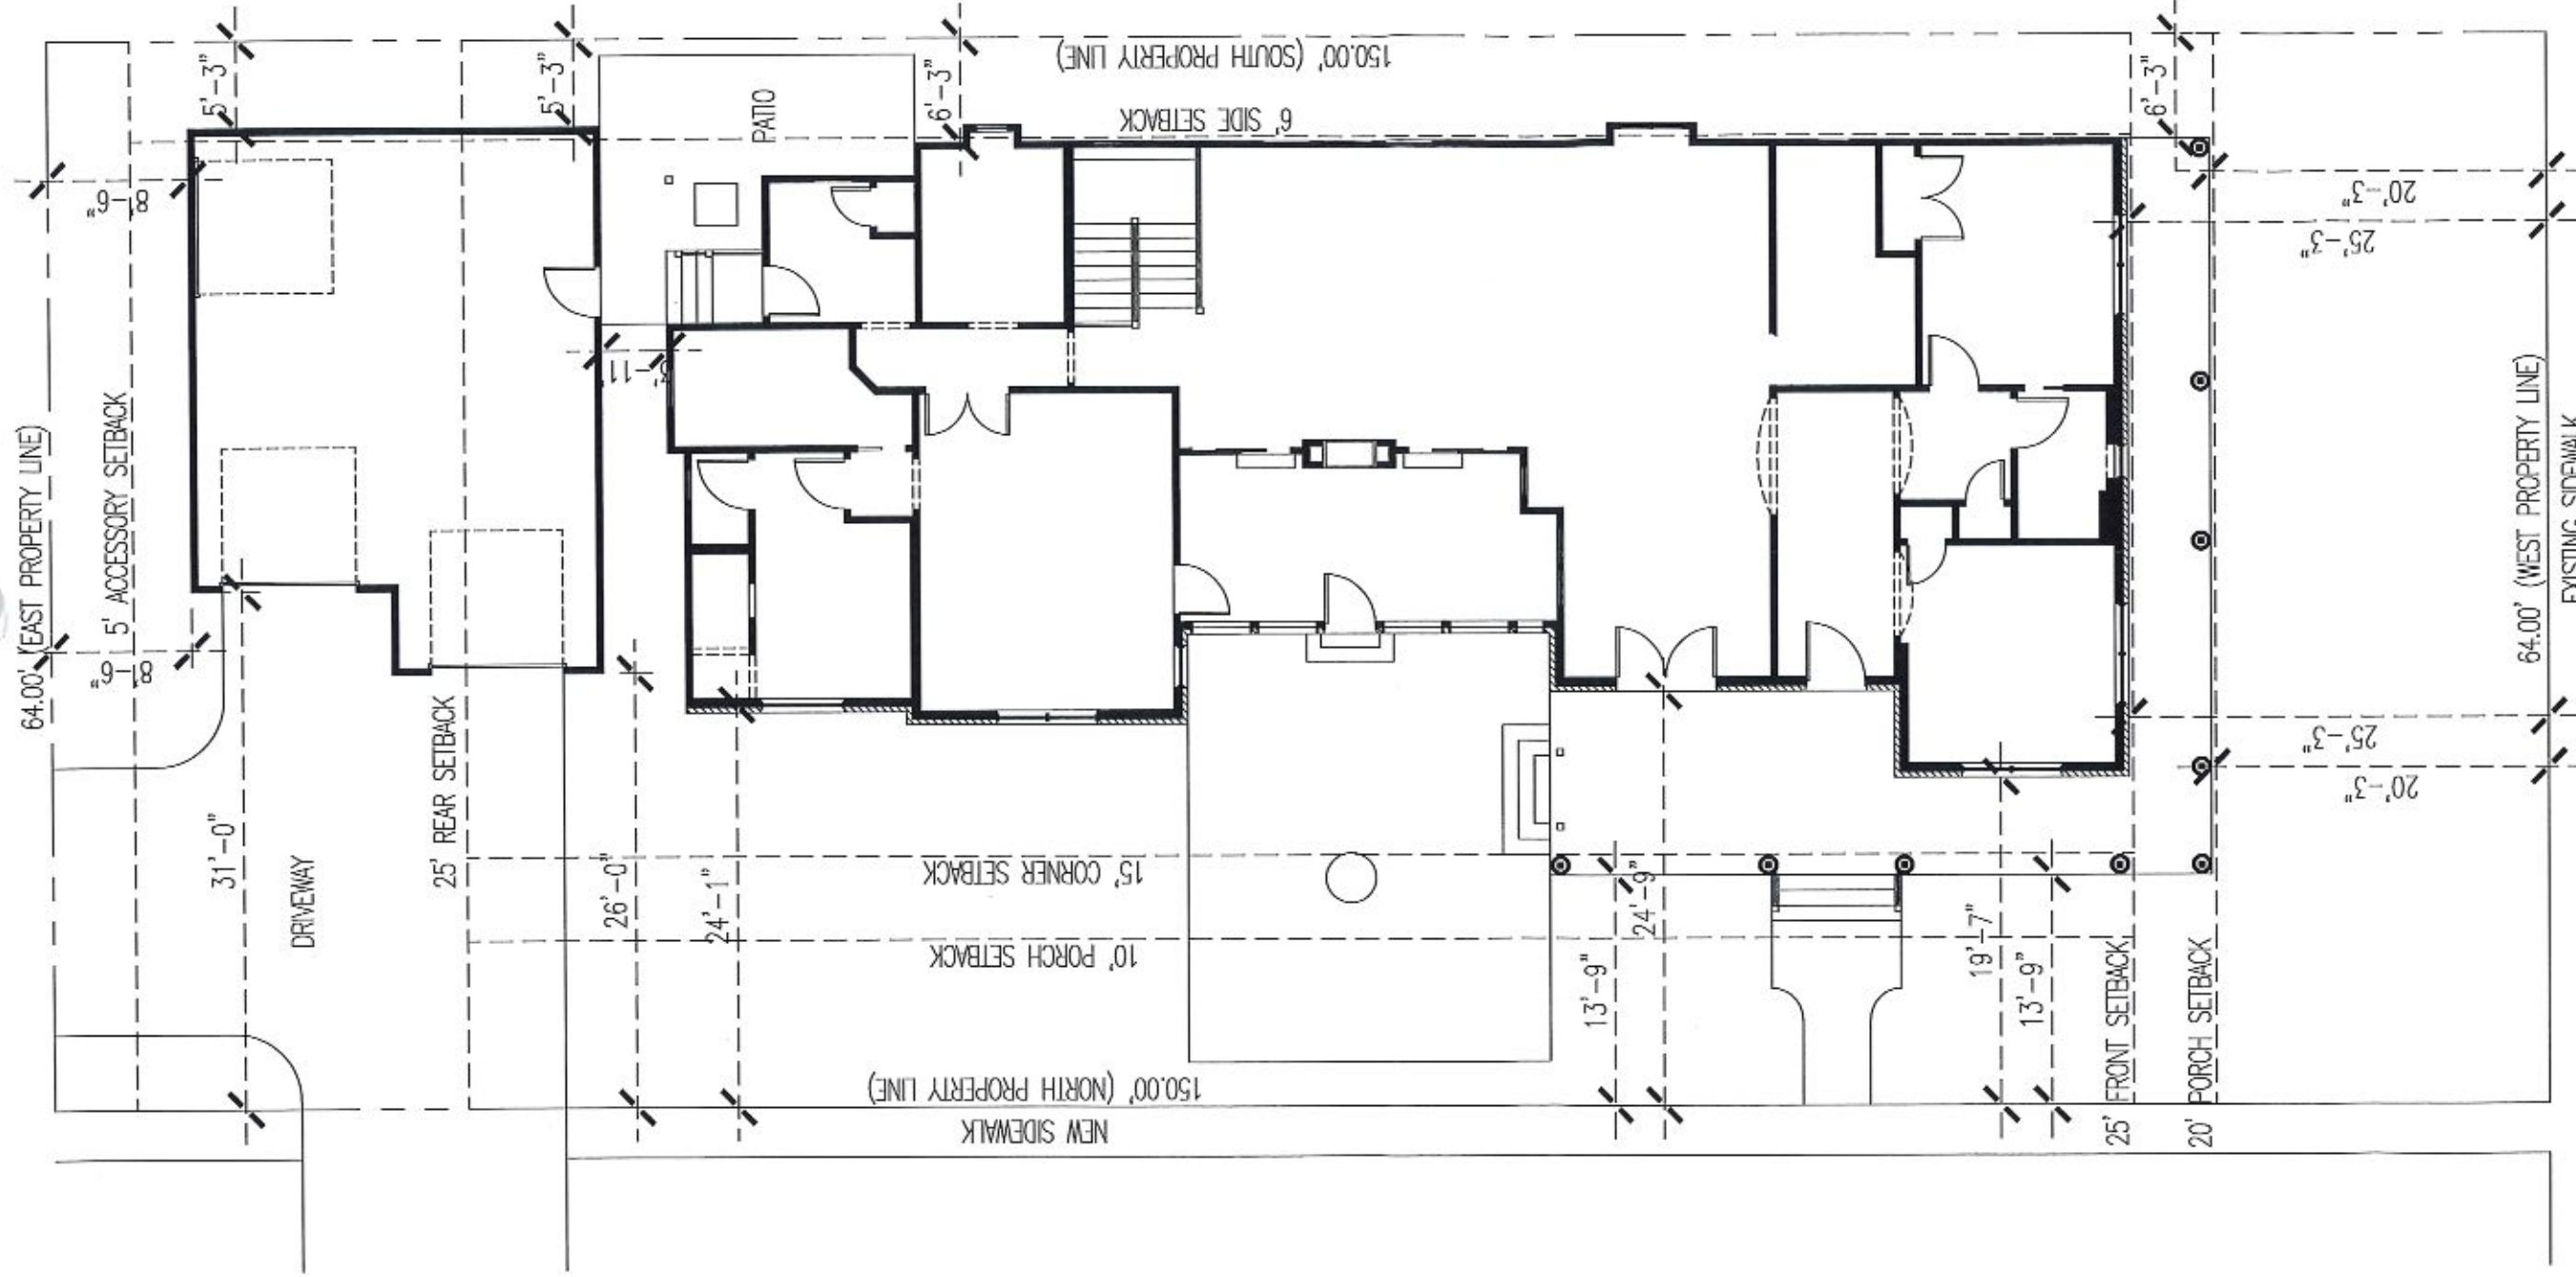 5'-3"
5'-3"
6'-3"
150.00' (SOUTH PROPERTY LINE)
6' SIDE SETBACK
6'-3"
PATIO
8'-6"
20'-3"
25'-3"
64.00' (EAST PROPERTY LINE)
5' ACCESSORY SETBACK
64.00' (WEST PROPERTY LINE)
EXISTING SIDEWALK
8'-6"
25'-3"
20'-3"
31'-0"
DRIVEWAY
25' REAR SETBACK
26'-0"
24'-1"
15' CORNER SETBACK
10' PORCH SETBACK
13'-9"
24'-9"
19'-7"
13'-9"
25' FRONT SETBACK
20' PORCH SETBACK
150.00' (NORTH PROPERTY LINE)
NEW SIDEWALK